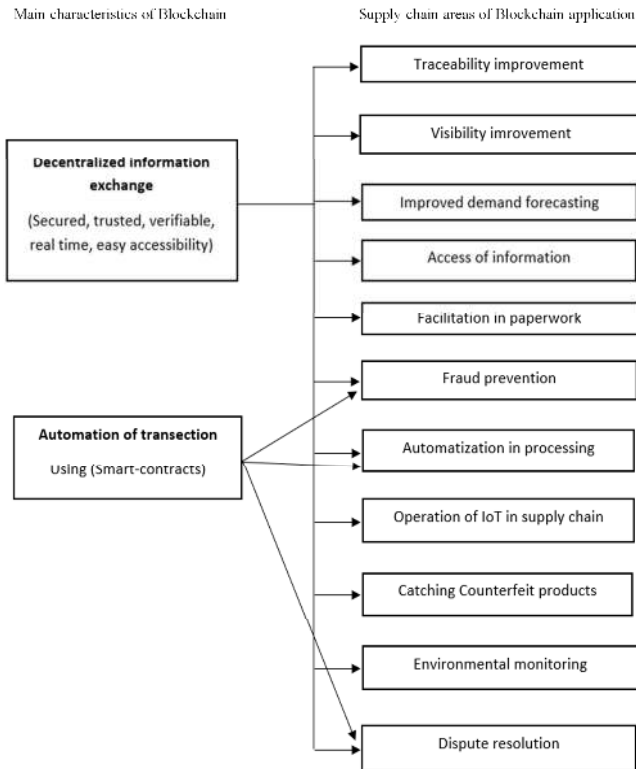 Main characteristics of Blockchain
Supply chain areas of Blockchain application
Decentralized information
exchange
(Secured, trusted, verifiable,
real time, easy accessibility)
Automation of transection
Using (Smart-contracts)
Traceability improvement
Visibility imrovement
Improved demand forecasting
Access of information
Facilitation in paperwork
Fraud prevention
Automatization in processing
Operation of IoT in supply chain
Catching Counterfeit products
Environmental monitoring
Dispute resolution